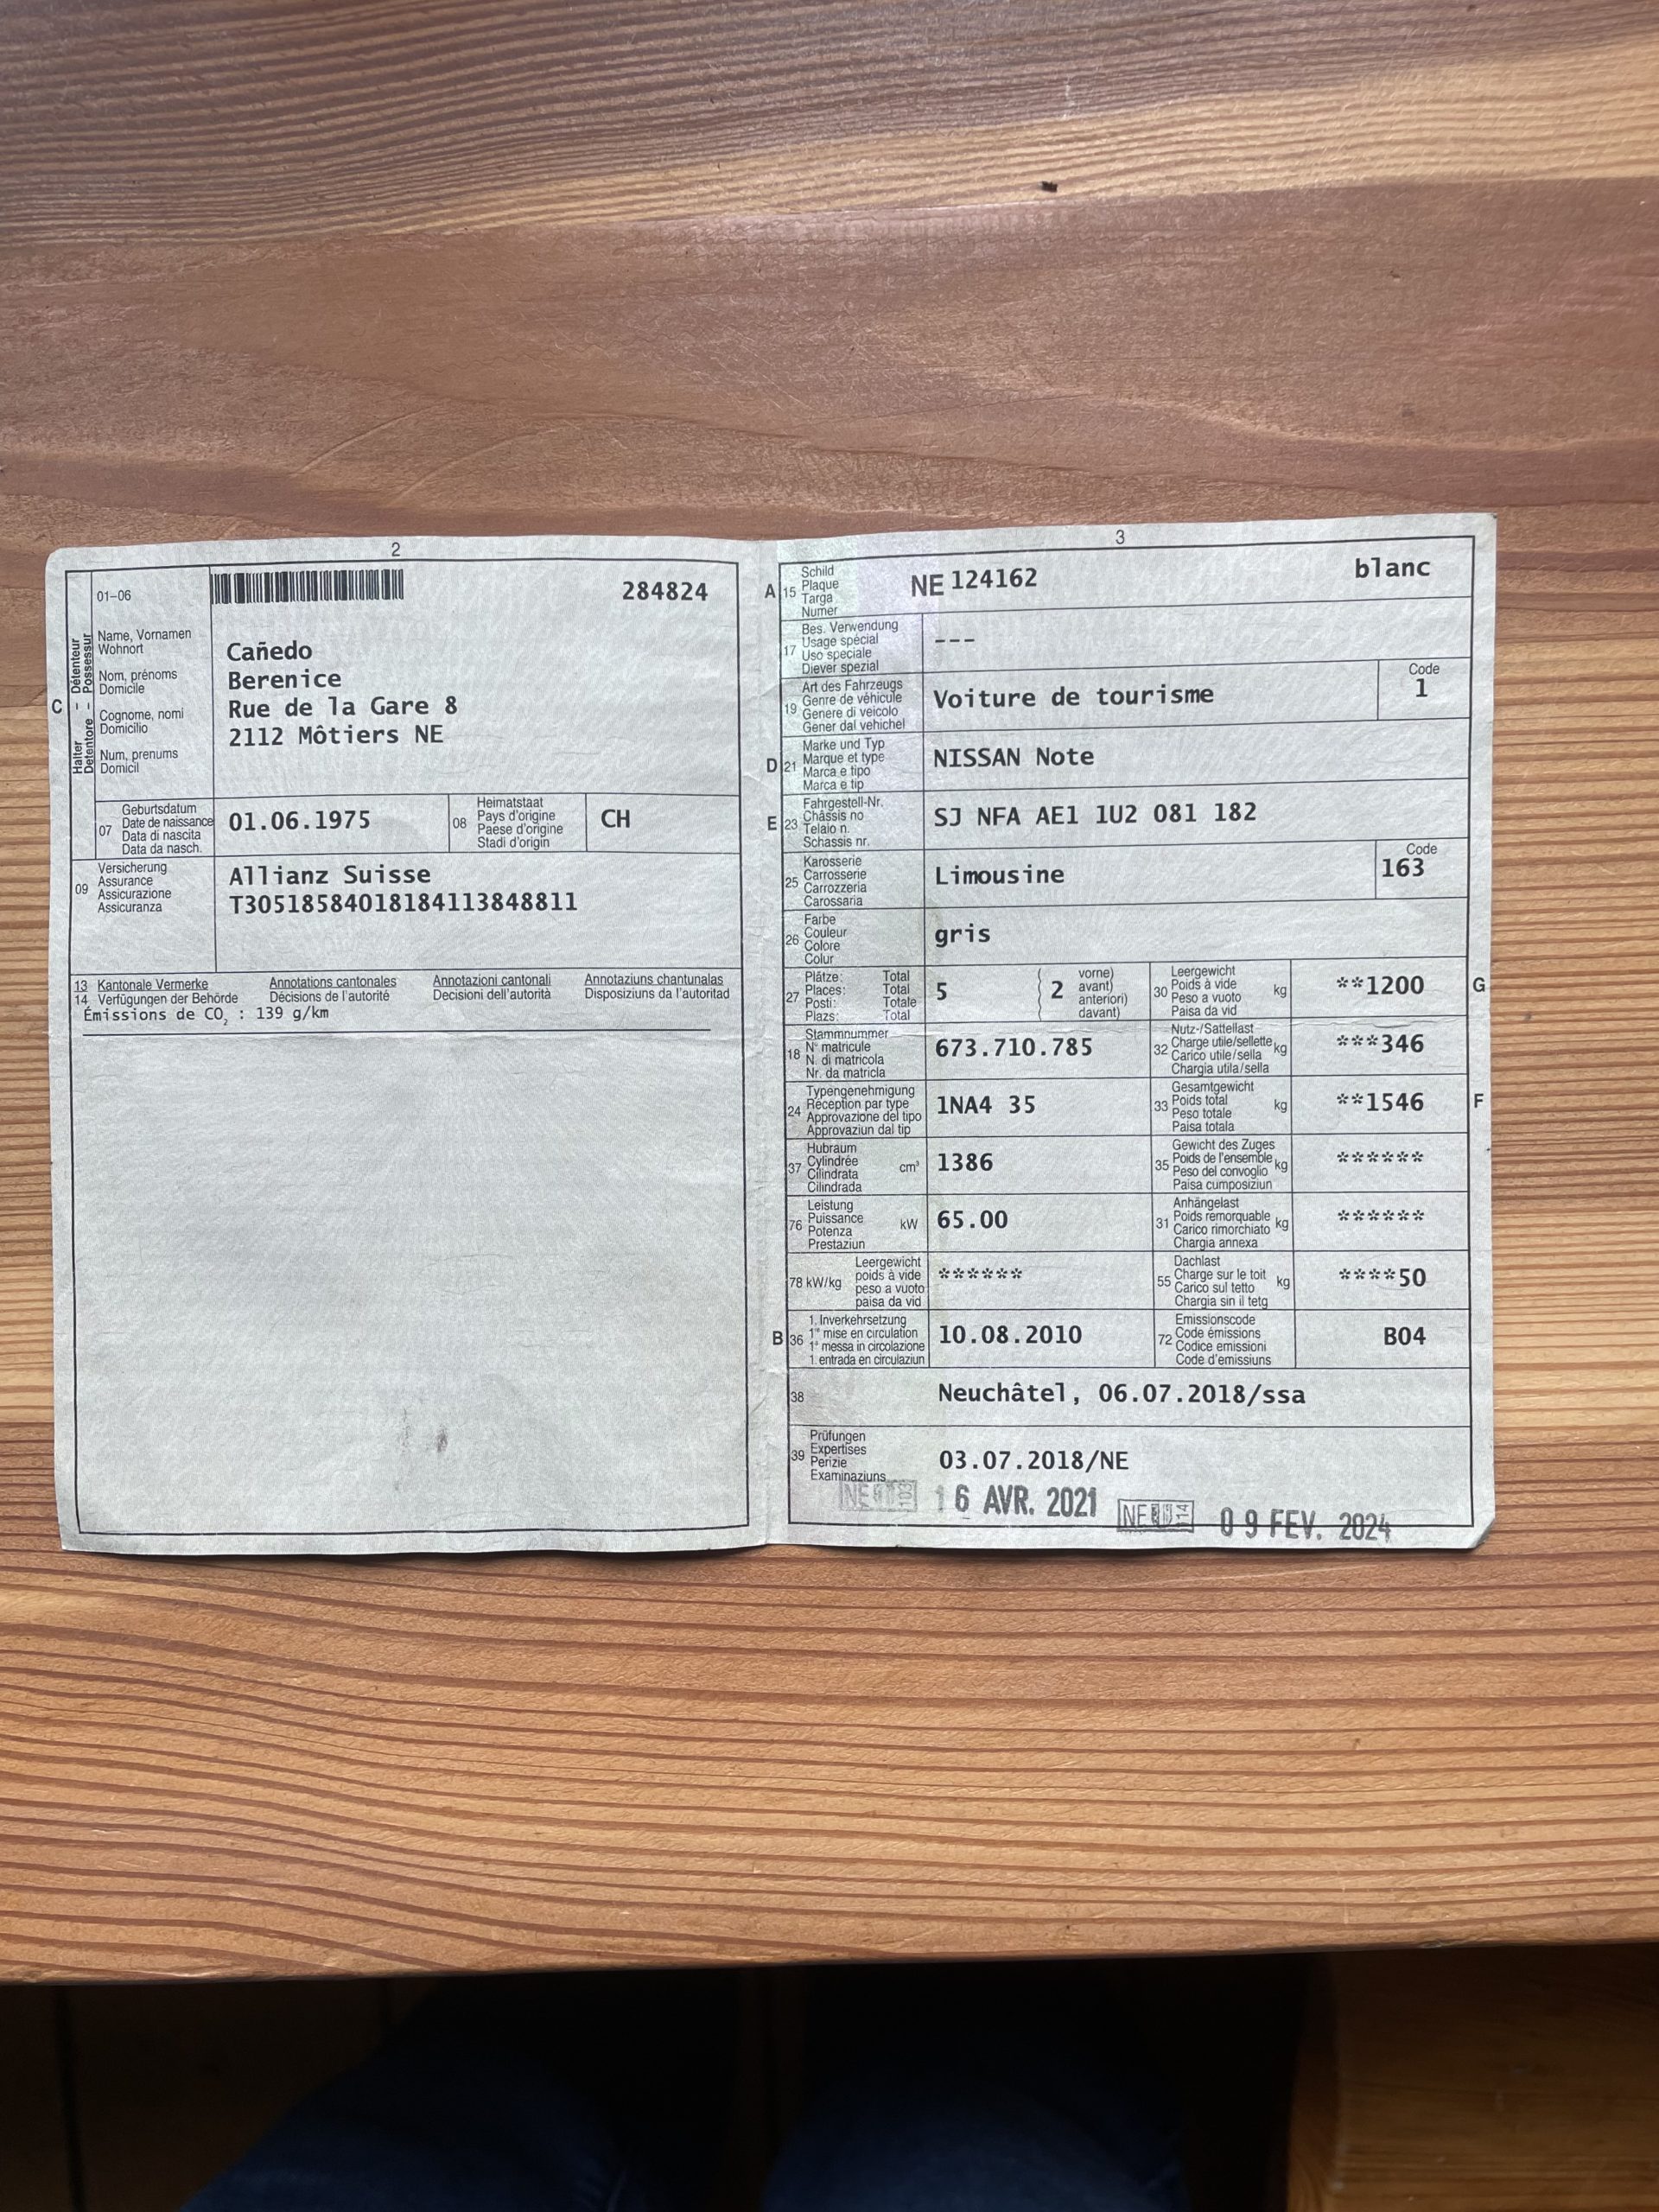 2
01–06
284824
Halter – Détenteur
Detentore – Possessur
C
Name, Vornamen
Wohnort
Nom, prénoms
Domicile
Cognome, nomi
Domicilio
Num, prenums
Domicil
Cañedo
Berenice
Rue de la Gare 8
2112 Môtiers NE
07
Geburtsdatum
Date de naissance
Data di nascita
Data da nasch.
01.06.1975
08
Heimatstaat
Pays d'origine
Paese d'origine
Stadi d'origin
CH
09
Versicherung
Assurance
Assicurazione
Assicuranza
Allianz Suisse
T30518584018184113848811
13 Kantonale Vermerke Annotations cantonales Annotazioni cantonali Annotaziuns chantunalas
14 Verfügungen der Behörde Décisions de l'autorité Decisioni dell'autorità Disposiziuns da l'autoritad
Émissions de CO₂ : 139 g/km
3
A 15
Schild
Plaque
Targa
Numer
NE 124162 blanc
17
Bes. Verwendung
Usage spécial
Uso speciale
Diever spezial
---
19
Art des Fahrzeugs
Genre de véhicule
Genere di veicolo
Gener dal vehichel
Voiture de tourisme
Code
1
D 21
Marke und Typ
Marque et type
Marca e tipo
Marca e tip
NISSAN Note
E 23
Fahrgestell-Nr.
Châssis no
Telaio n.
Schassis nr.
SJ NFA AE1 1U2 081 182
25
Karosserie
Carrosserie
Carrozzeria
Carossaria
Limousine
Code
163
26
Farbe
Couleur
Colore
Colur
gris
27
Plätze: Total
Places: Total
Posti: Totale
Plazs: Total
5
2
vorne)
avant)
anteriori)
davant)
30
Leergewicht
Poids à vide
Peso a vuoto
Paisa da vid
kg
**1200
G
18
Stammnummer
N° matricule
N. di matricola
Nr. da matricla
673.710.785
32
Nutz-/Sattellast
Charge utile/sellette
Carico utile/sella
Chargia utila/sella
kg
***346
24
Typengenehmigung
Réception par type
Approvazione del tipo
Approvaziun dal tip
1NA4 35
33
Gesamtgewicht
Poids total
Peso totale
Paisa totala
kg
**1546
F
37
Hubraum
Cylindrée
Cilindrata
Cilindrada
cm³
1386
35
Gewicht des Zuges
Poids de l'ensemble
Peso del convoglio
Paisa cumposiziun
kg
******
76
Leistung
Puissance
Potenza
Prestaziun
kW
65.00
31
Anhängelast
Poids remorquable
Carico rimorchiato
Chargia annexa
kg
******
78 kW/kg
Leergewicht
poids à vide
peso a vuoto
paisa da vid
******
55
Dachlast
Charge sur le toit
Carico sul tetto
Chargia sin il tetg
kg
****50
B 36
1. Inverkehrsetzung
1re mise en circulation
1a messa in circolazione
1. entrada en circulaziun
10.08.2010
72
Emissionscode
Code émissions
Codice emissioni
Code d'emissiuns
B04
38
Neuchâtel, 06.07.2018/ssa
39
Prüfungen
Expertises
Perizie
Examinaziuns
03.07.2018/NE
NE 103 16 AVR. 2021
NE 14 09 FEV. 2024